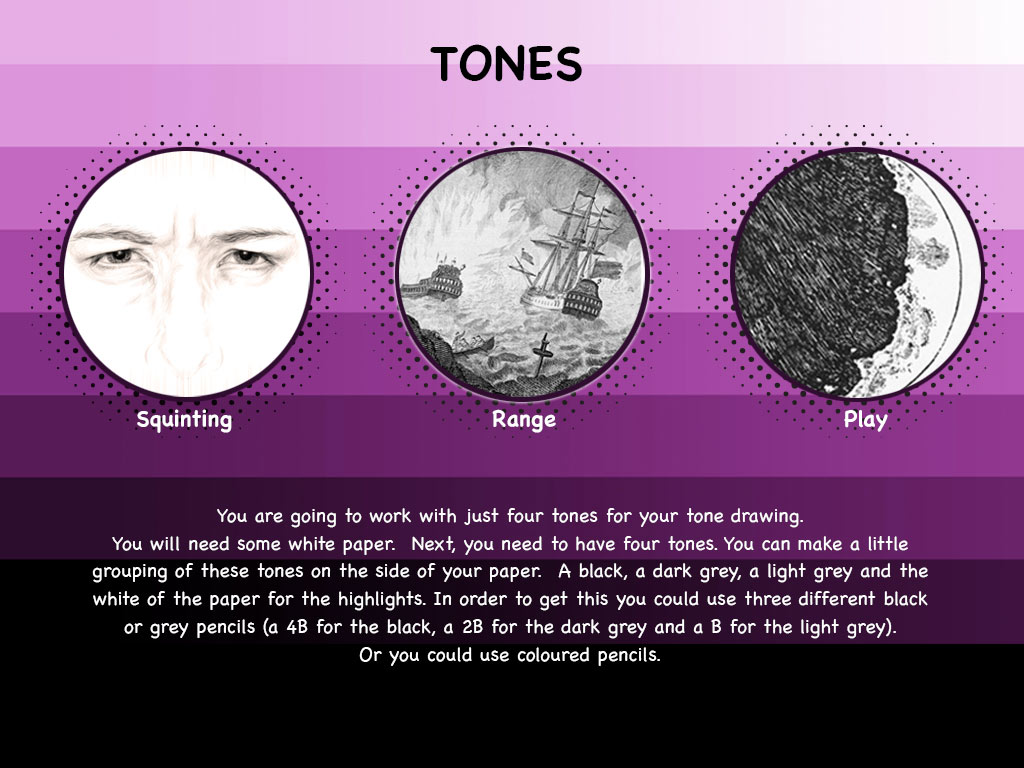 TONES
Squinting
Range
Play
You are going to work with just four tones for your tone drawing.
You will need some white paper.  Next, you need to have four tones. You can make a little
grouping of these tones on the side of your paper.  A black, a dark grey, a light grey and the
white of the paper for the highlights. In order to get this you could use three different black
or grey pencils (a 4B for the black, a 2B for the dark grey and a B for the light grey).
Or you could use coloured pencils.